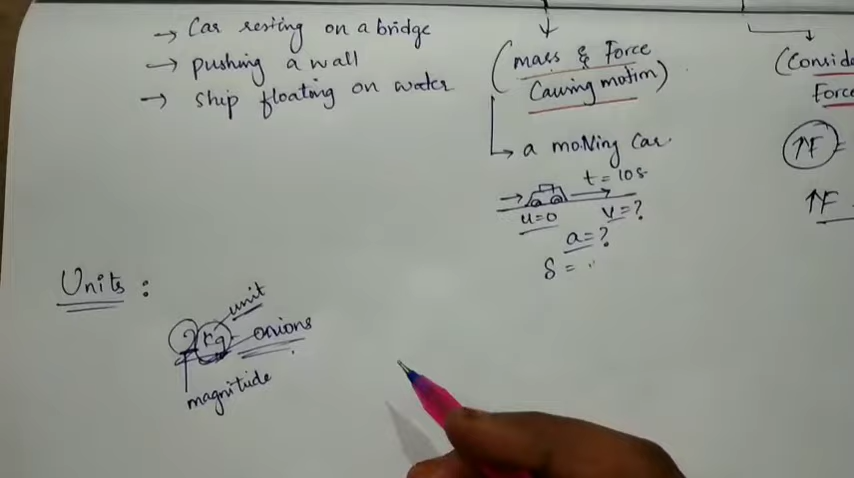 → Car resting on a bridge
→ pushing a wall
→ ship floating on water
(mass & Force
Causing motion)
→ a moving car.
t = 10s
u=0
v=?
a=?
S =
(Conside
Force
↑F =
↑F
Units :
unit
2 kg onions
magnitude